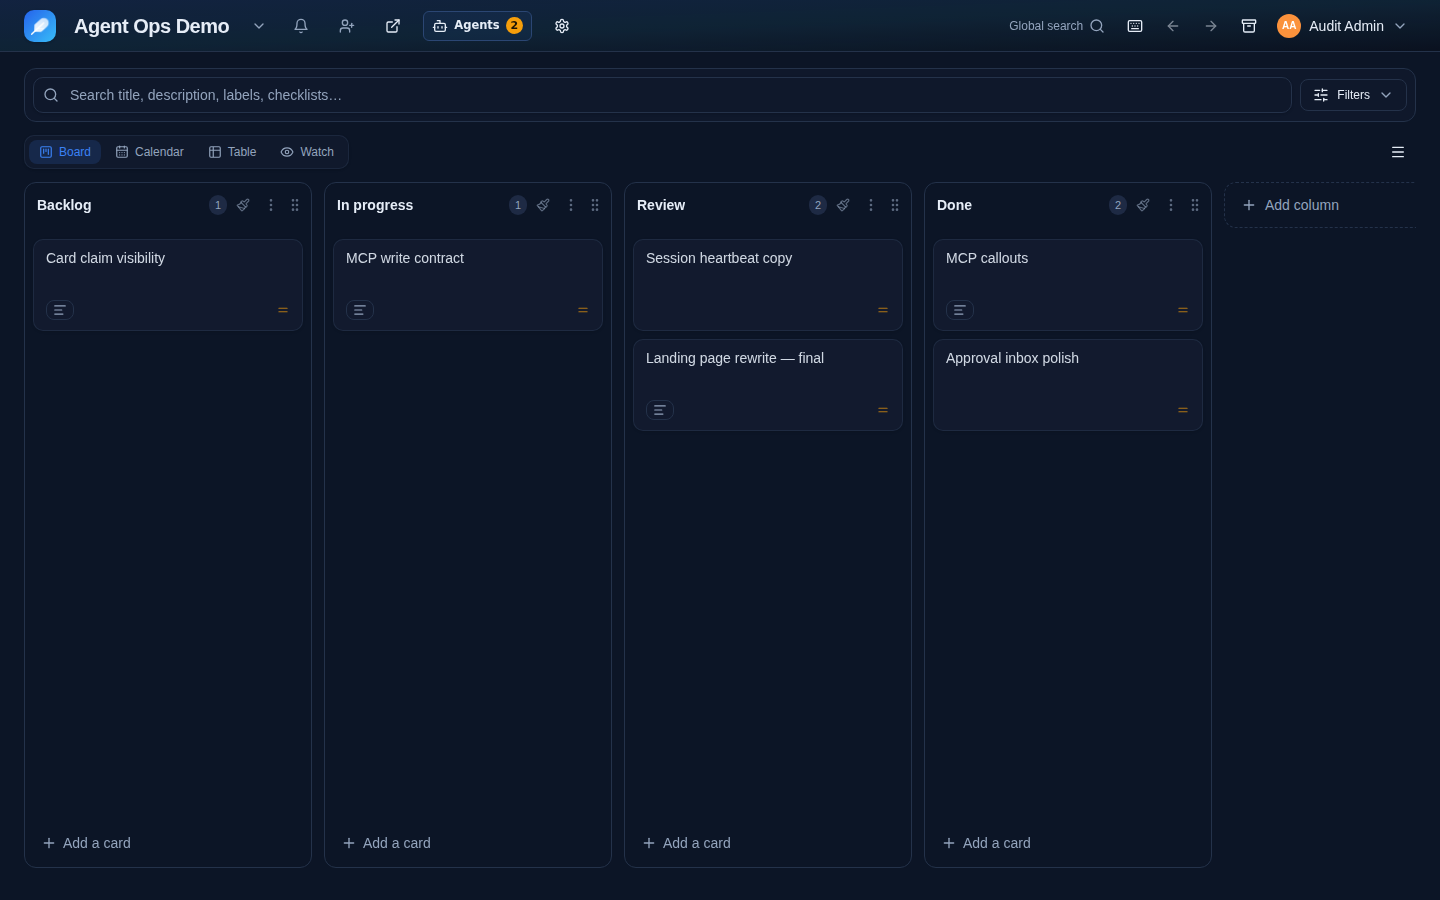 Agent Ops Demo
Agents 2
Global search
AA Audit Admin
Search title, description, labels, checklists…
Filters
Board
Calendar
Table
Watch
Backlog 1
Card claim visibility
Add a card
In progress 1
MCP write contract
Add a card
Review 2
Session heartbeat copy
Landing page rewrite — final
Add a card
Done 2
MCP callouts
Approval inbox polish
Add a card
Add column